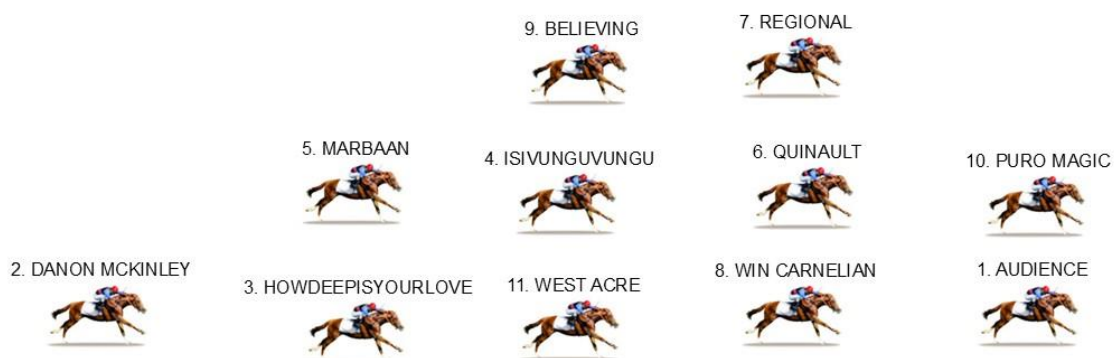 9. BELIEVING
7. REGIONAL
5. MARBAAN
4. ISIVUNGUVUNGU
6. QUINAULT
10. PURO MAGIC
2. DANON MCKINLEY
3. HOWDEEPISYOURLOVE
11. WEST ACRE
8. WIN CARNELIAN
1. AUDIENCE